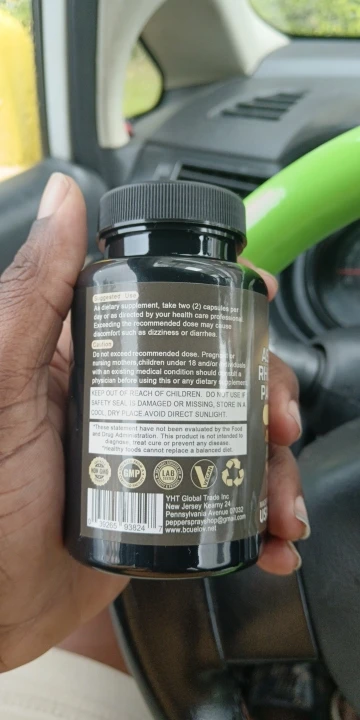 Suggested Use
As dietary supplement, take two (2) capsules per
day or as directed by your health care professional.
Exceeding the recommended dose may cause
discomfort such as dizziness or diarrhea.
Caution
Do not exceed recommended dose. Pregnant or
nursing mothers,children under 18 and/or individuals
with an existing medical condition should consult a
physician before using this or any dietary supplement.
KEEP OUT OF REACH OF CHILDREN. DO NOT USE IF
SAFETY SEAL IS DAMAGED OR MISSING, STORE IN A
COOL, DRY PLACE.AVOID DIRECT SUNLIGHT.
*These statement have not been evaluated by the Food
and Drug Administration. This product is not intended to
diagnose, treat cure or prevent any disease.
*Healthy foods cannot replace a balanced diet.
NON GMO
GMP
LAB
V
YHT Global Trade Inc
New Jersey Kearny 24
Pennsylvania Avenue 07032
peppersprayshop@gmail.com
www.bcuelov.net
93824
US